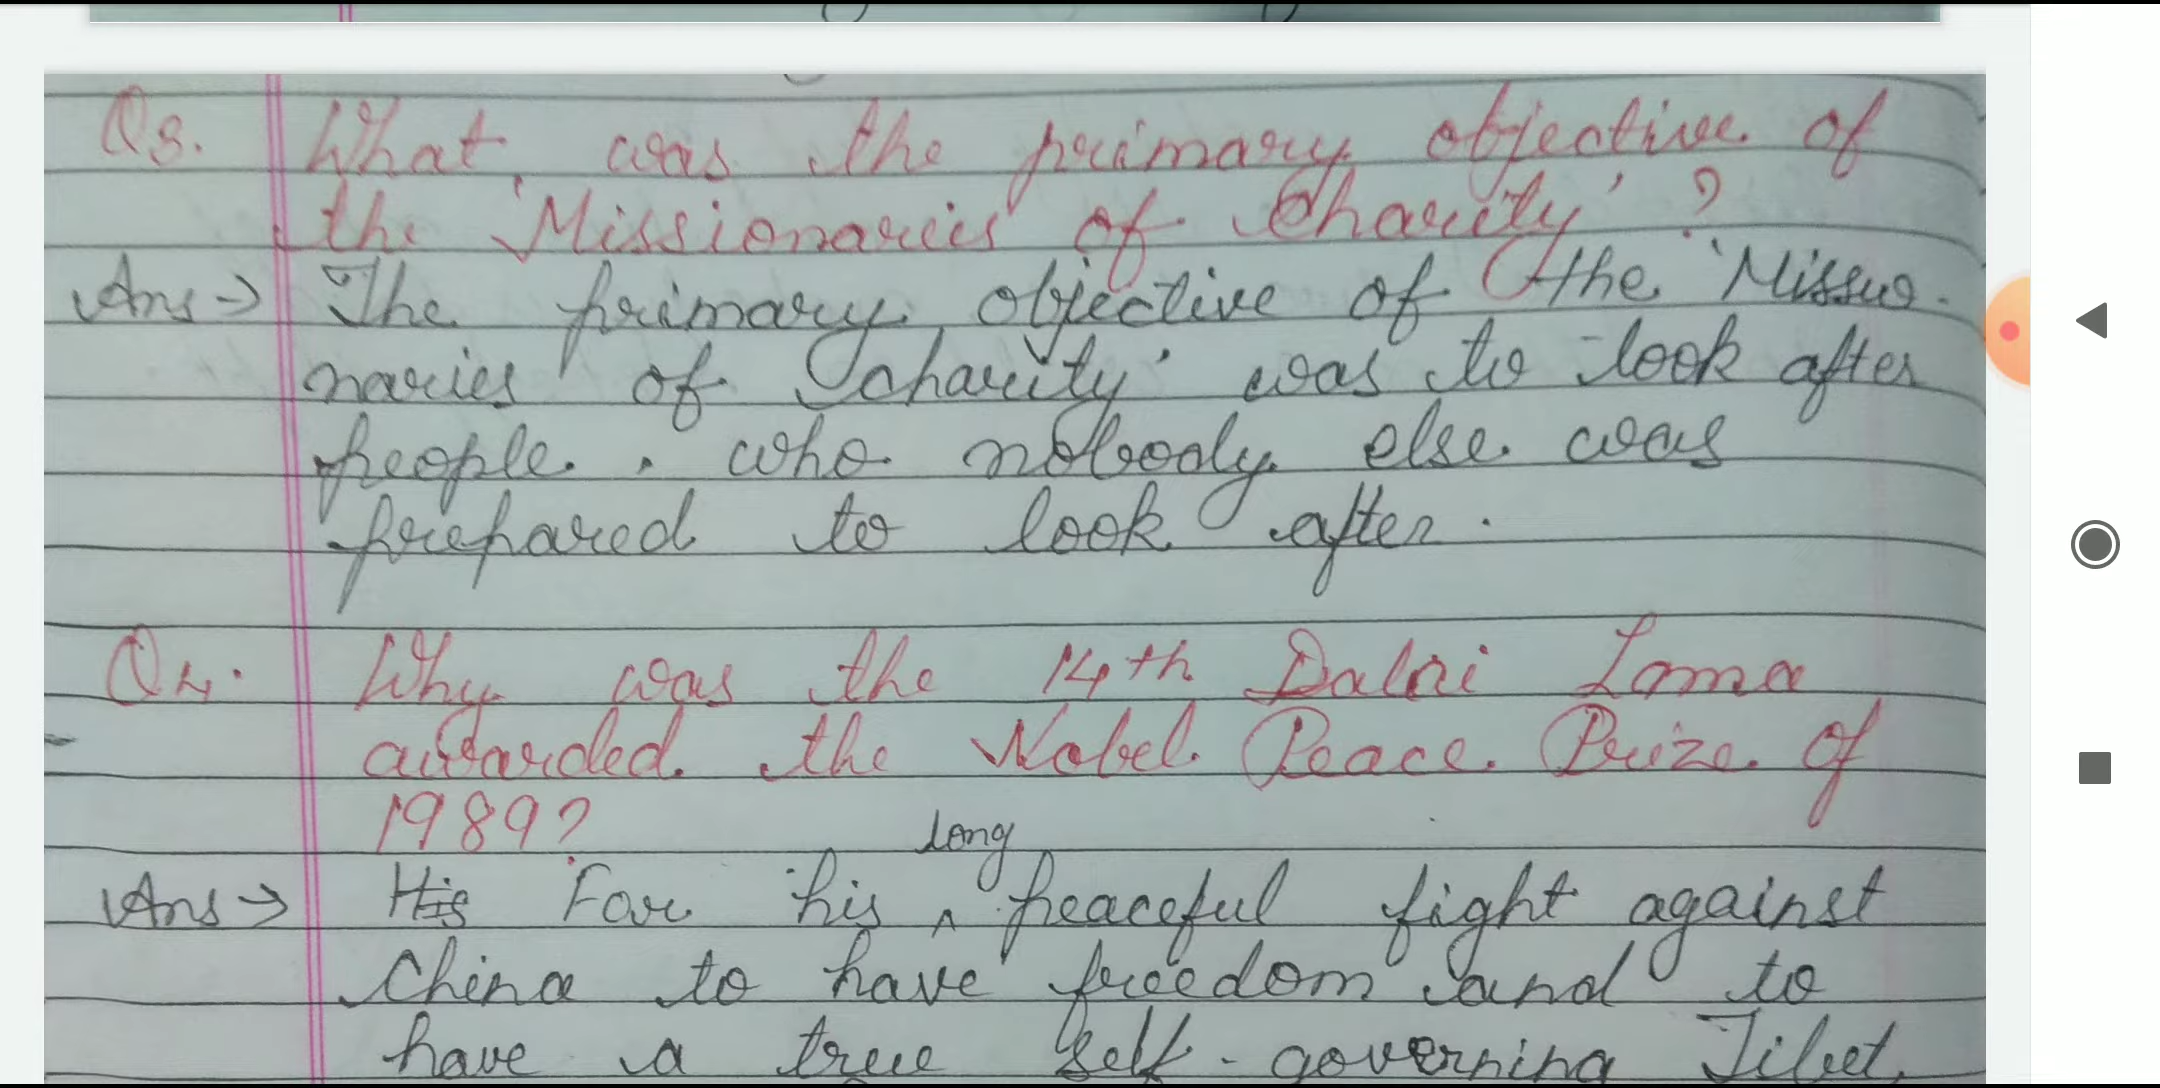 Q3. What was the primary objective of
the 'Missionaries of Charity'?
Ans → The primary objective of the 'Missio-
naries of charity' was to look after
people who nobody else was
prepared to look after.
Q4. Why was the 14th Dalai Lama
awarded the Nobel Peace Prize of
1989?
long
Ans → His For his ^ peaceful fight against
China to have freedom and to
have a true self-governing Tibet.